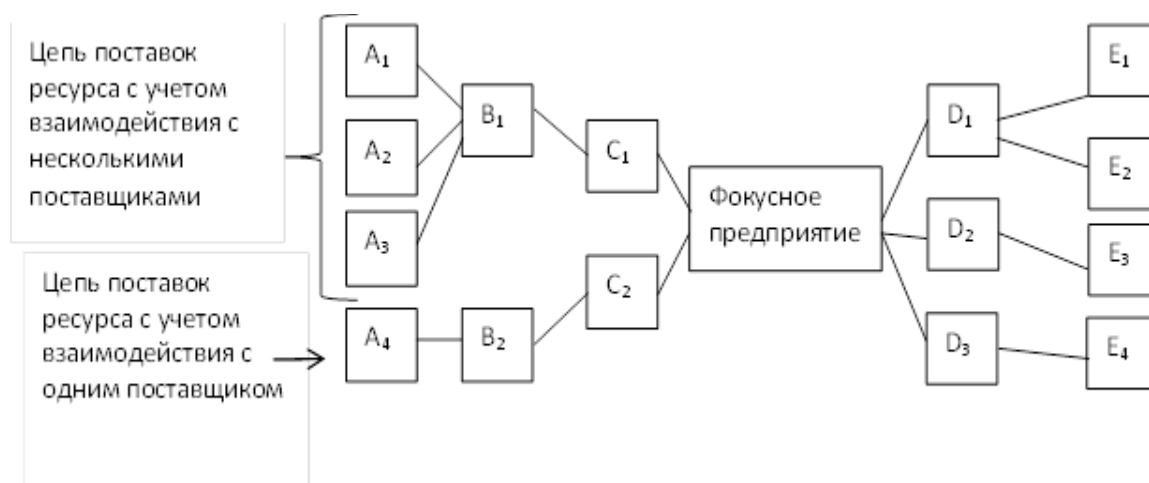 Цепь поставок
ресурса с учетом
взаимодействия с
несколькими
поставщиками
Цепь поставок
ресурса с учетом
взаимодействия с
одним поставщиком
A₁
A₂
A₃
A₄
B₁
B₂
C₁
C₂
Фокусное
предприятие
D₁
D₂
D₃
E₁
E₂
E₃
E₄